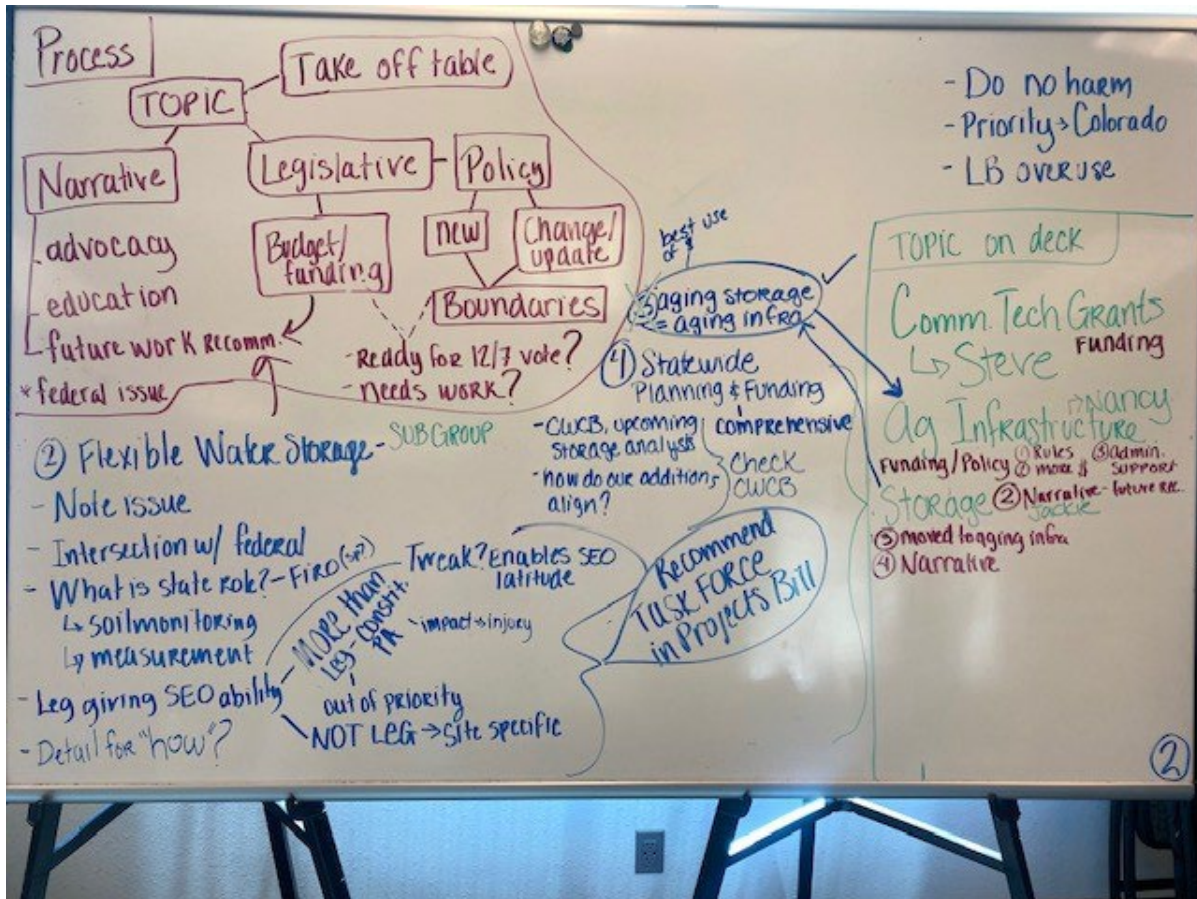 Process
TOPIC
Take off table
Narrative
Legislative
Policy
advocacy
- education
future work Recomm.
* federal issue
Budget/
funding
new
Change/
update
Boundaries
- Ready for 12/7 vote?
- needs work?
- Do no harm
- Priority → Colorado
- LB overuse
best use
of $
③ aging storage
= aging infra
④ Statewide
Planning & Funding
comprehensive
- CWCB, upcoming
storage analysis
- how do our additions
align?
Check
CWCB
② Flexible Water Storage - SUBGROUP
- Note issue
- Intersection w/ federal
- What is state role? - FIRO (sp?)
↳ soil monitoring
↳ measurement
- Leg giving SEO ability
- Detail for "how"?
MORE than
Leg - constit.
PA
out of priority
NOT LEG → site specific
Tweak? Enables SEO
latitude
impact → injury
Recommend
TASK FORCE
in Projects Bill
TOPIC on deck
Comm. Tech Grants
Funding
↳ Steve
Ag Infrastructure
→ Nancy
Funding/Policy ① Rules
② more $
③ admin.
SUPPORT
Storage ② Narrative - future rec.
Jackie
③ moved to aging infra
④ Narrative
②